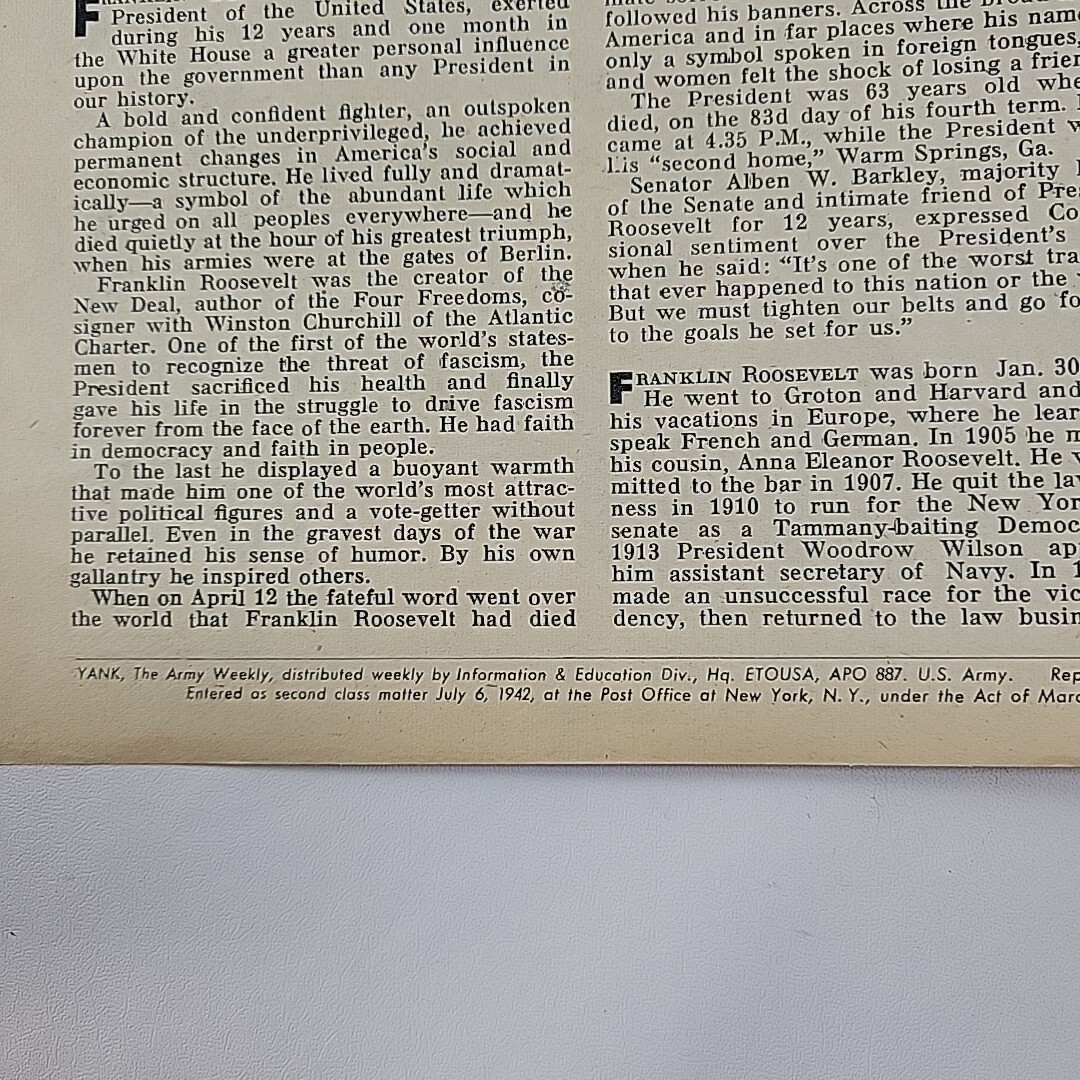 President of the United States, exerted
during his 12 years and one month in
the White House a greater personal influence
upon the government than any President in
our history.
A bold and confident fighter, an outspoken
champion of the underprivileged, he achieved
permanent changes in America's social and
economic structure. He lived fully and dramat-
ically—a symbol of the abundant life which
he urged on all peoples everywhere—and he
died quietly at the hour of his greatest triumph,
when his armies were at the gates of Berlin.
Franklin Roosevelt was the creator of the
New Deal, author of the Four Freedoms, co-
signer with Winston Churchill of the Atlantic
Charter. One of the first of the world's states-
men to recognize the threat of fascism, the
President sacrificed his health and finally
gave his life in the struggle to drive fascism
forever from the face of the earth. He had faith
in democracy and faith in people.
To the last he displayed a buoyant warmth
that made him one of the world's most attrac-
tive political figures and a vote-getter without
parallel. Even in the gravest days of the war
he retained his sense of humor. By his own
gallantry he inspired others.
When on April 12 the fateful word went over
the world that Franklin Roosevelt had died
followed his banners. Across the
America and in far places where his name
only a symbol spoken in foreign tongues,
and women felt the shock of losing a
The President was 63 years old
died, on the 83d day of his fourth term.
came at 4.35 P.M., while the President
his "second home," Warm Springs, Ga.
Senator Alben W. Barkley, majority
of the Senate and intimate friend of
Roosevelt for 12 years, expressed
sional sentiment over the President's
when he said: "It's one of the worst
that ever happened to this nation or the
But we must tighten our belts and go
to the goals he set for us."
FRANKLIN ROOSEVELT was born Jan. 30
He went to Groton and Harvard and
his vacations in Europe, where he
speak French and German. In 1905 he
his cousin, Anna Eleanor Roosevelt. He
mitted to the bar in 1907. He quit the
ness in 1910 to run for the New
senate as a Tammany-baiting
1913 President Woodrow Wilson
him assistant secretary of Navy. In
made an unsuccessful race for the
dency, then returned to the law
YANK, The Army Weekly, distributed weekly by Information & Education Div., Hq. ETOUSA, APO 887. U.S. Army.
Entered as second class matter July 6, 1942, at the Post Office at New York, N. Y., under the Act of